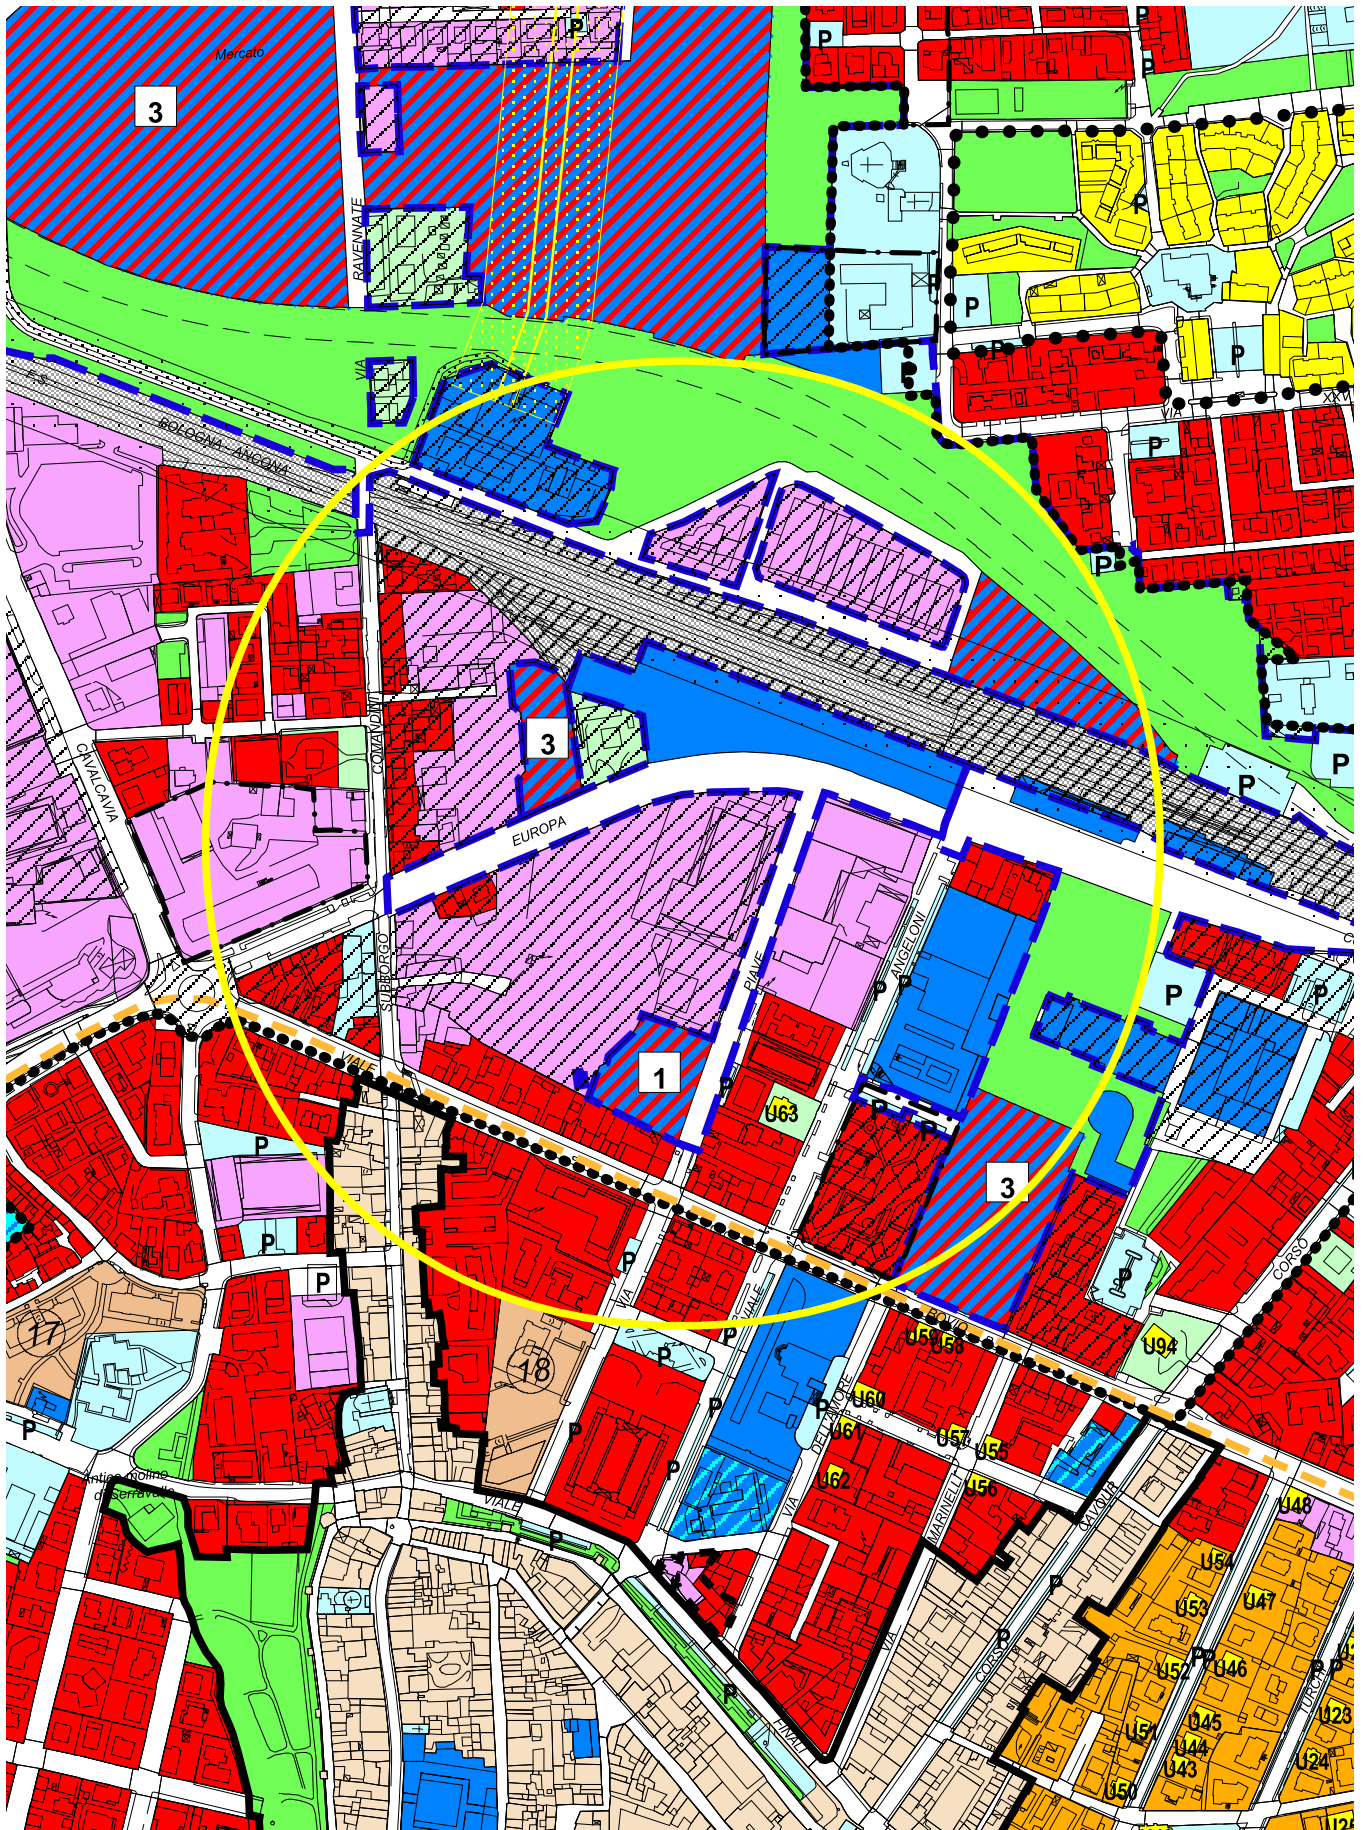 P
P
P
Mercato
P
3
P
RAVENNATE
P
P
P
P
P
VIA
F.S.
BOLOGNA - ANCONA
VIA
XXV
P
P
COMANDINI
3
CAVALCAVIA
P
P
EUROPA
ANGELONI
SUBBORGO
PIAVE
P
P
P
P
VIALE
1
P
U63
P
P
P
3
P
P
P
P
CORSO
P
VIA
VIALE
BOVIO
17
18
P
P
U59
U58
U94
P
P
DELL'AMORE
U60
P
P
U61
U57
U55
Antico molino
di Serravalle
P
U62
U56
VIALE
VIA
MARINELLI
CAVOUR
U48
P
U54
P
U53
U47
P
VIA
CORSO
U52
P
P
U46
P
P
TURCHI
P
FINALI
U51
U45
U23
U44
U43
U24
U50